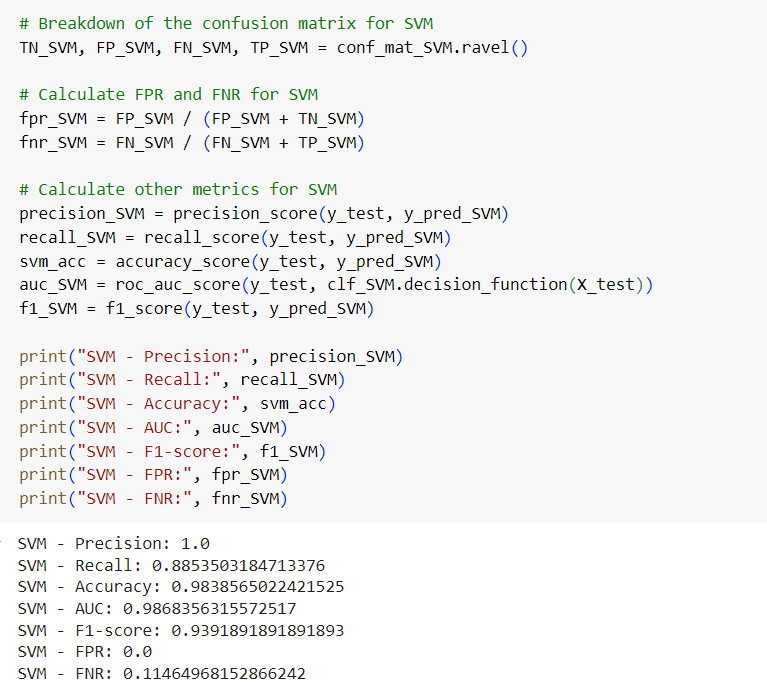 # Breakdown of the confusion matrix for SVM
TN_SVM, FP_SVM, FN_SVM, TP_SVM = conf_mat_SVM.ravel()
# Calculate FPR and FNR for SVM
fpr_SVM = FP_SVM / (FP_SVM + TN_SVM)
fnr_SVM = FN_SVM / (FN_SVM + TP_SVM)
# Calculate other metrics for SVM
precision_SVM = precision_score(y_test, y_pred_SVM)
recall_SVM = recall_score(y_test, y_pred_SVM)
svm_acc = accuracy_score(y_test, y_pred_SVM)
auc_SVM = roc_auc_score(y_test, clf_SVM.decision_function(X_test))
f1_SVM = f1_score(y_test, y_pred_SVM)
print("SVM - Precision:", precision_SVM)
print("SVM - Recall:", recall_SVM)
print("SVM - Accuracy:", svm_acc)
print("SVM - AUC:", auc_SVM)
print("SVM - F1-score:", f1_SVM)
print("SVM - FPR:", fpr_SVM)
print("SVM - FNR:", fnr_SVM)
SVM - Precision: 1.0
SVM - Recall: 0.8853503184713376
SVM - Accuracy: 0.9838565022421525
SVM - AUC: 0.9868356315572517
SVM - F1-score: 0.9391891891891893
SVM - FPR: 0.0
SVM - FNR: 0.11464968152866242